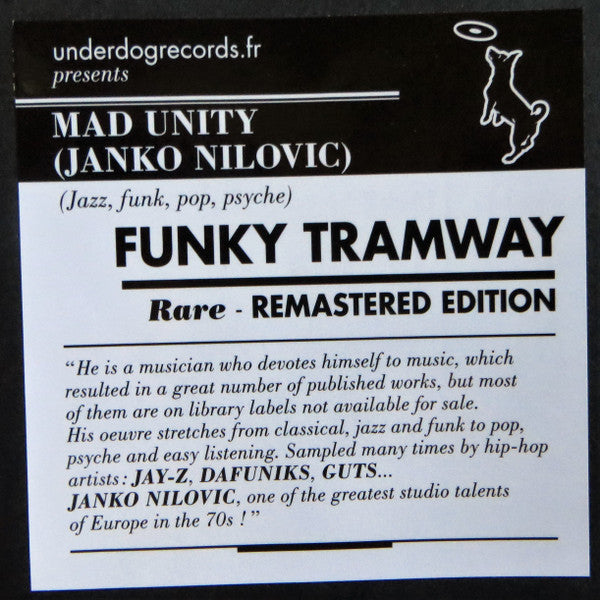 underdogrecords.fr
presents
MAD UNITY
(JANKO NILOVIC)
(Jazz, funk, pop, psyche)
FUNKY TRAMWAY
Rare - REMASTERED EDITION
“He is a musician who devotes himself to music, which
resulted in a great number of published works, but most
of them are on library labels not available for sale.
His oeuvre stretches from classical, jazz and funk to pop,
psyche and easy listening. Sampled many times by hip-hop
artists : JAY-Z, DAFUNIKS, GUTS...
JANKO NILOVIC, one of the greatest studio talents
of Europe in the 70s !”